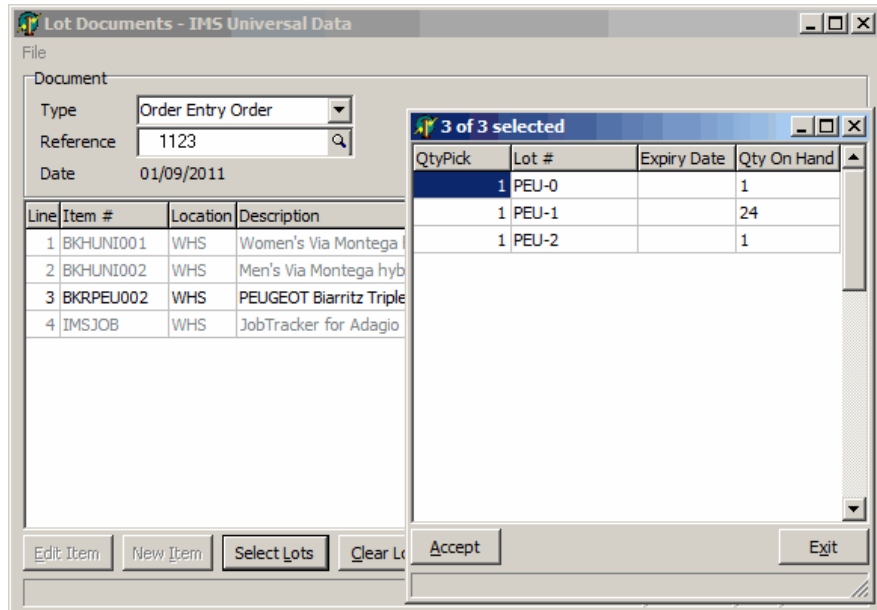 Lot Documents - IMS Universal Data
File
Document
Type Order Entry Order
Reference 1123
Date 01/09/2011
Line Item # Location Description
1 BKHUNI001 WHS Women's Via Montega
2 BKHUNI002 WHS Men's Via Montega hyb
3 BKRPEU002 WHS PEUGEOT Biarritz Triple
4 IMSJOB WHS JobTracker for Adagio
Edit Item New Item Select Lots Clear Lo
3 of 3 selected
QtyPick Lot # Expiry Date Qty On Hand
1 PEU-0 1
1 PEU-1 24
1 PEU-2 1
Accept Exit